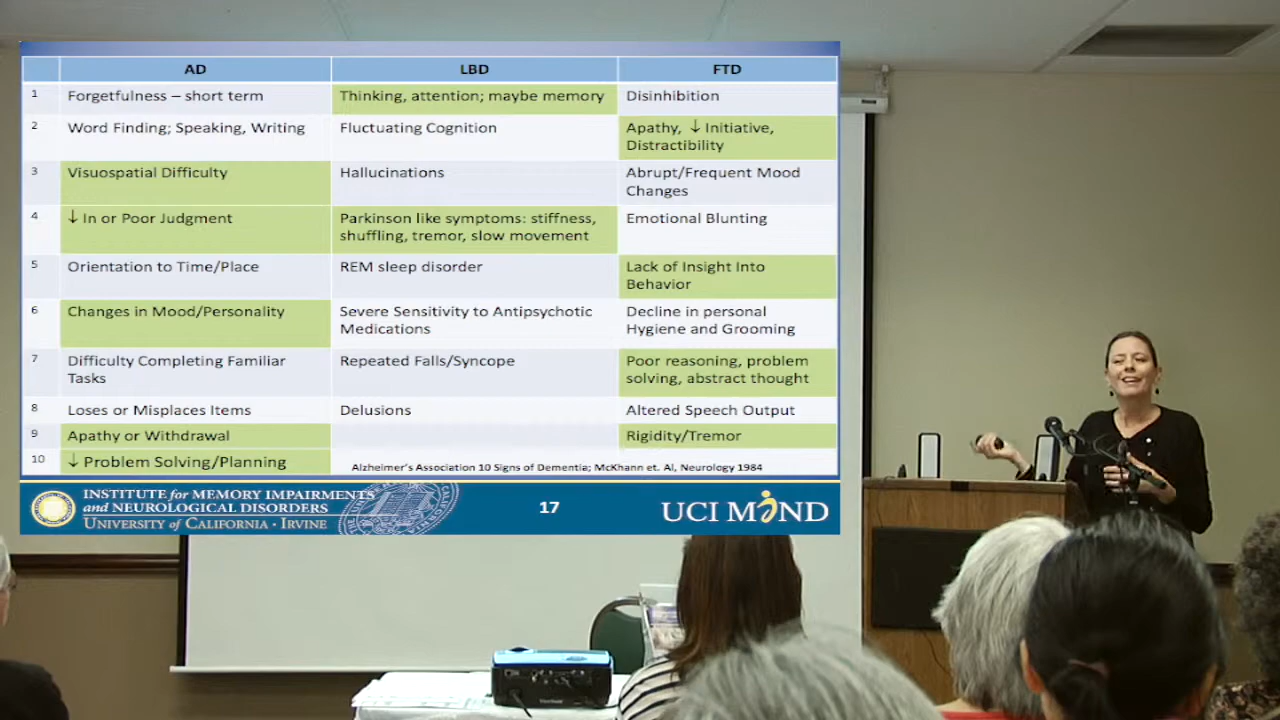 AD LBD FTD
1 Forgetfulness – short term Thinking, attention; maybe memory Disinhibition
2 Word Finding; Speaking, Writing Fluctuating Cognition Apathy, ↓ Initiative,
Distractibility
3 Visuospatial Difficulty Hallucinations Abrupt/Frequent Mood
Changes
4 ↓ In or Poor Judgment Parkinson like symptoms: stiffness, Emotional Blunting
shuffling, tremor, slow movement
5 Orientation to Time/Place REM sleep disorder Lack of Insight Into
Behavior
6 Changes in Mood/Personality Severe Sensitivity to Antipsychotic Decline in personal
Medications Hygiene and Grooming
7 Difficulty Completing Familiar Repeated Falls/Syncope Poor reasoning, problem
Tasks solving, abstract thought
8 Loses or Misplaces Items Delusions Altered Speech Output
9 Apathy or Withdrawal Rigidity/Tremor
10 ↓ Problem Solving/Planning Alzheimer's Association 10 Signs of Dementia; McKhann et. Al, Neurology 1984
INSTITUTE for MEMORY IMPAIRMENTS
and NEUROLOGICAL DISORDERS
UNIVERSITY of CALIFORNIA · IRVINE
17
UCI MIND